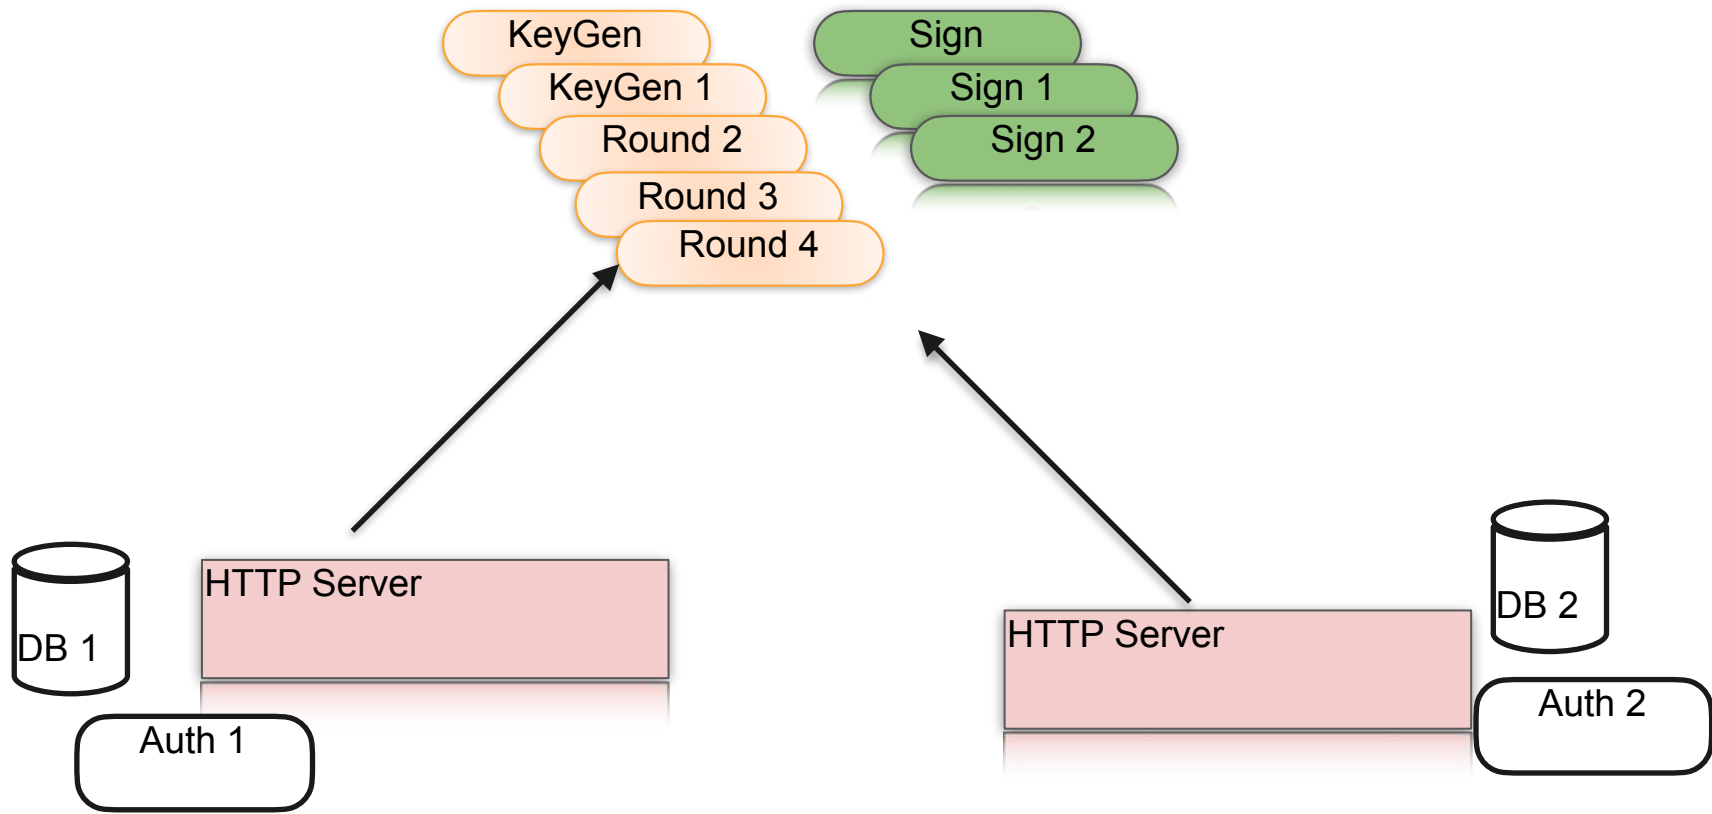 KeyGen
KeyGen 1
Round 2
Round 3
Round 4
Sign
Sign 1
Sign 2
HTTP Server
DB 1
Auth 1
HTTP Server
DB 2
Auth 2